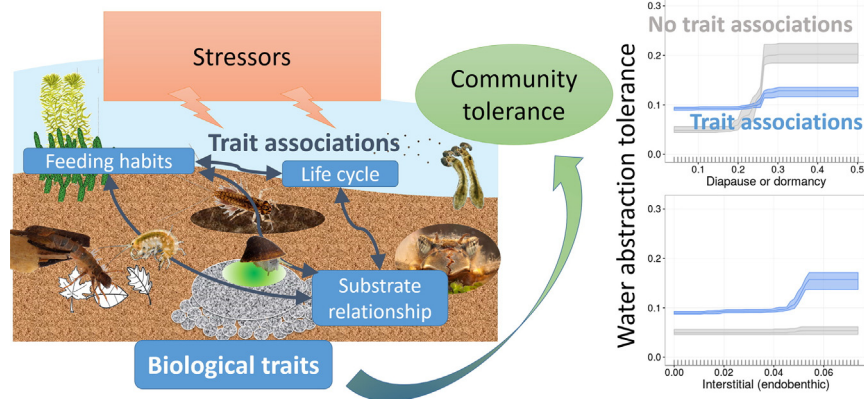 Stressors
Community
tolerance
Trait associations
Feeding habits
Life cycle
Substrate
relationship
Biological traits
Water abstraction tolerance
No trait associations
Trait associations
0.3
0.2
0.1
0.0
0.1 0.2 0.3 0.4 0.5
Diapause or dormancy
0.3
0.2
0.1
0.0
0.00 0.02 0.04 0.06
Interstitial (endobenthic)